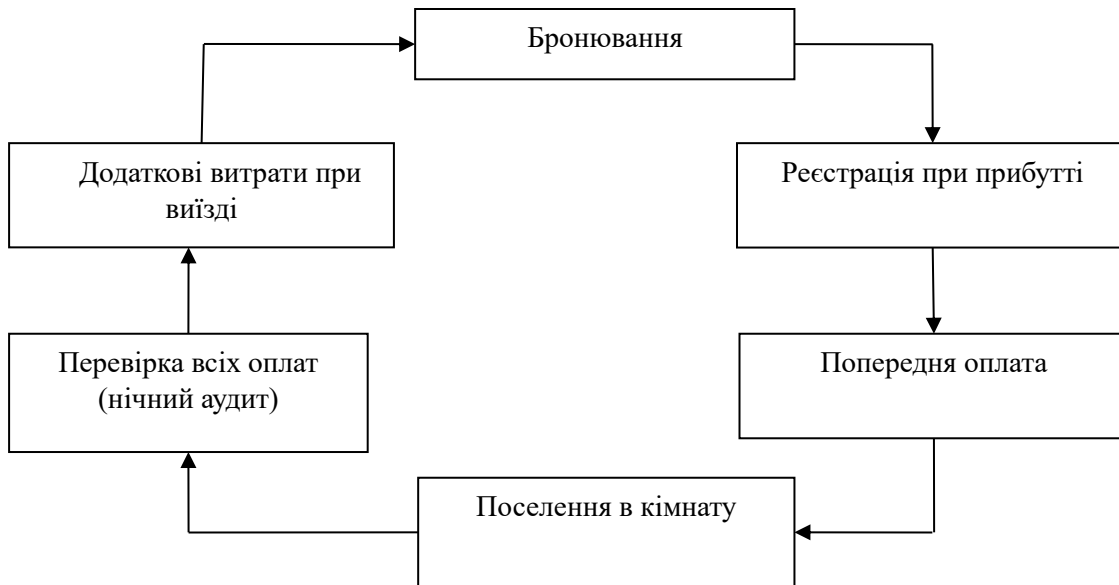 Бронювання
Додаткові витрати при
виїзді
Реєстрація при прибутті
Перевірка всіх оплат
(нічний аудит)
Попередня оплата
Поселення в кімнату